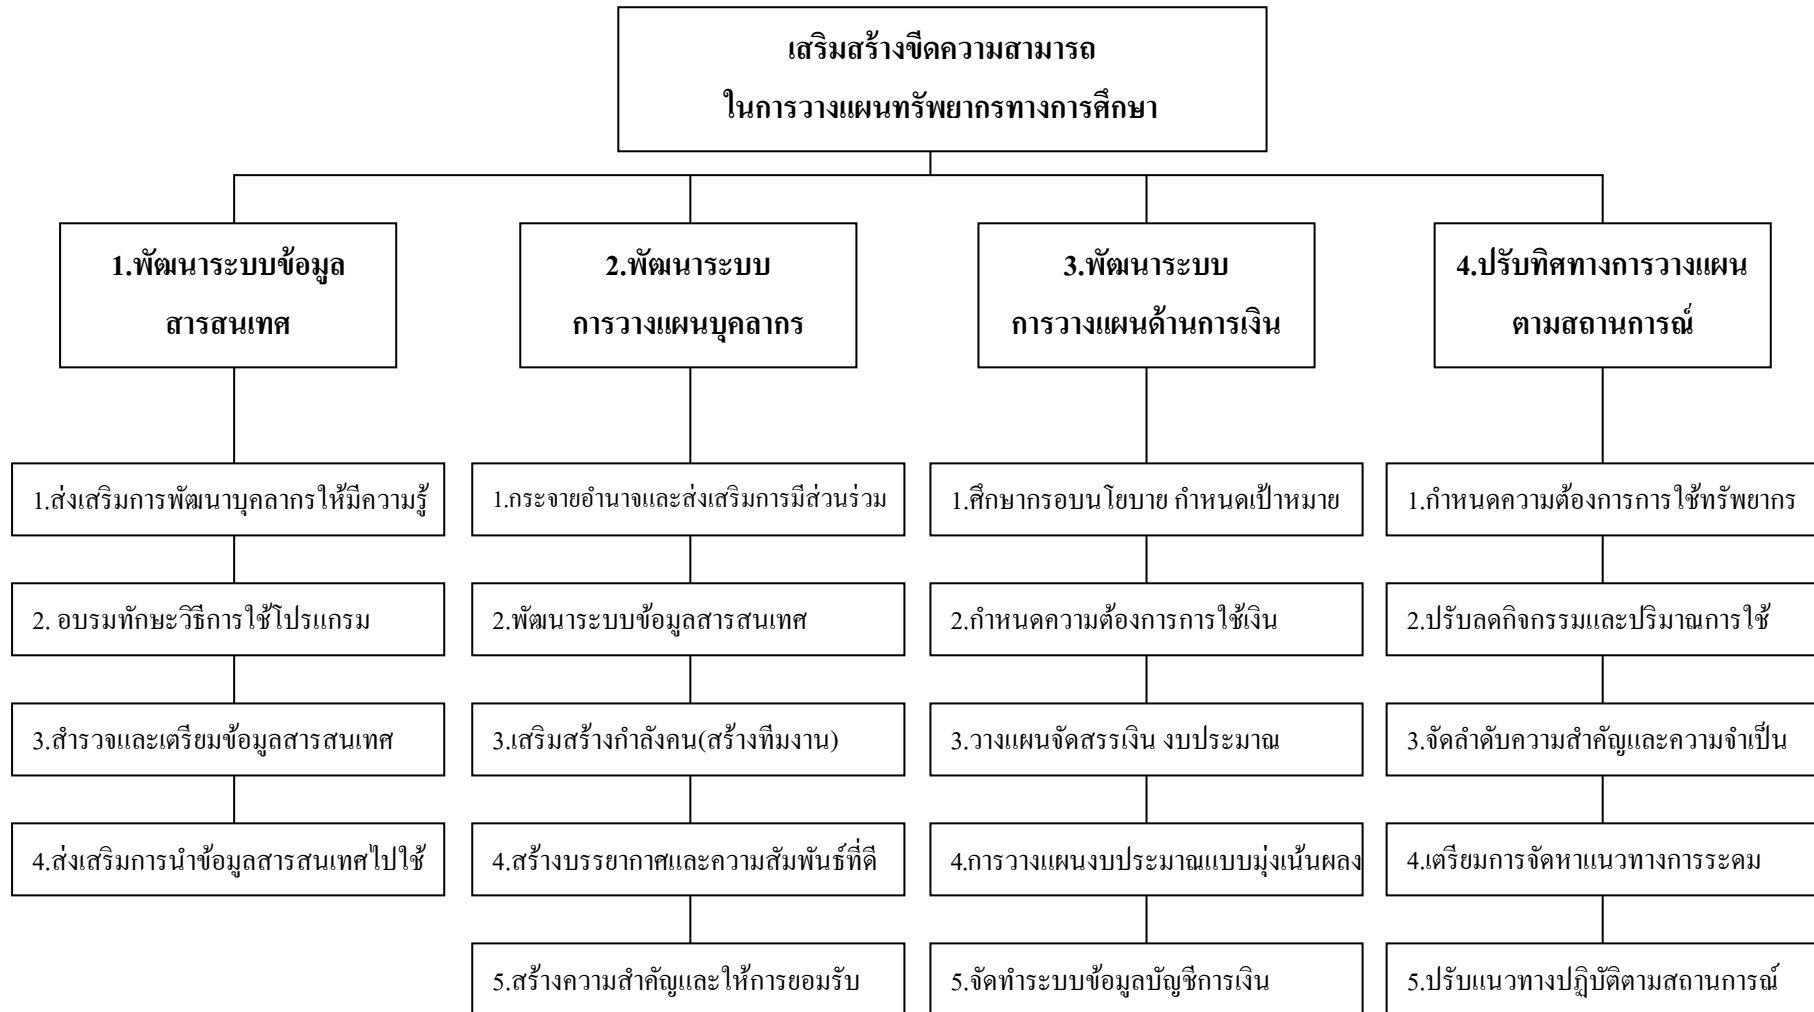 เสริมสร้างขีดความสามารถ
ในการวางแผนทรัพยากรทางการศึกษา
1.พัฒนาระบบข้อมูล
สารสนเทศ
2.พัฒนาระบบ
การวางแผนบุคลากร
3.พัฒนาระบบ
การวางแผนด้านการเงิน
4.ปรับทิศทางการวางแผน
ตามสถานการณ์
1.ส่งเสริมการพัฒนาบุคลากรให้มีความรู้
2. อบรมทักษะวิธีการใช้โปรแกรม
3.สำรวจและเตรียมข้อมูลสารสนเทศ
4.ส่งเสริมการนำข้อมูลสารสนเทศไปใช้
1.กระจายอำนาจและส่งเสริมการมีส่วนร่วม
2.พัฒนาระบบข้อมูลสารสนเทศ
3.เสริมสร้างกำลังคน(สร้างทีมงาน)
4.สร้างบรรยากาศและความสัมพันธ์ที่ดี
5.สร้างความสำคัญและให้การยอมรับ
1.ศึกษากรอบนโยบาย กำหนดเป้าหมาย
2.กำหนดความต้องการการใช้เงิน
3.วางแผนจัดสรรเงิน งบประมาณ
4.การวางแผนงบประมาณแบบมุ่งเน้นผลง
5.จัดทำระบบข้อมูลบัญชีการเงิน
1.กำหนดความต้องการการใช้ทรัพยากร
2.ปรับลดกิจกรรมและปริมาณการใช้
3.จัดลำดับความสำคัญและความจำเป็น
4.เตรียมการจัดหาแนวทางการระดม
5.ปรับแนวทางปฏิบัติตามสถานการณ์